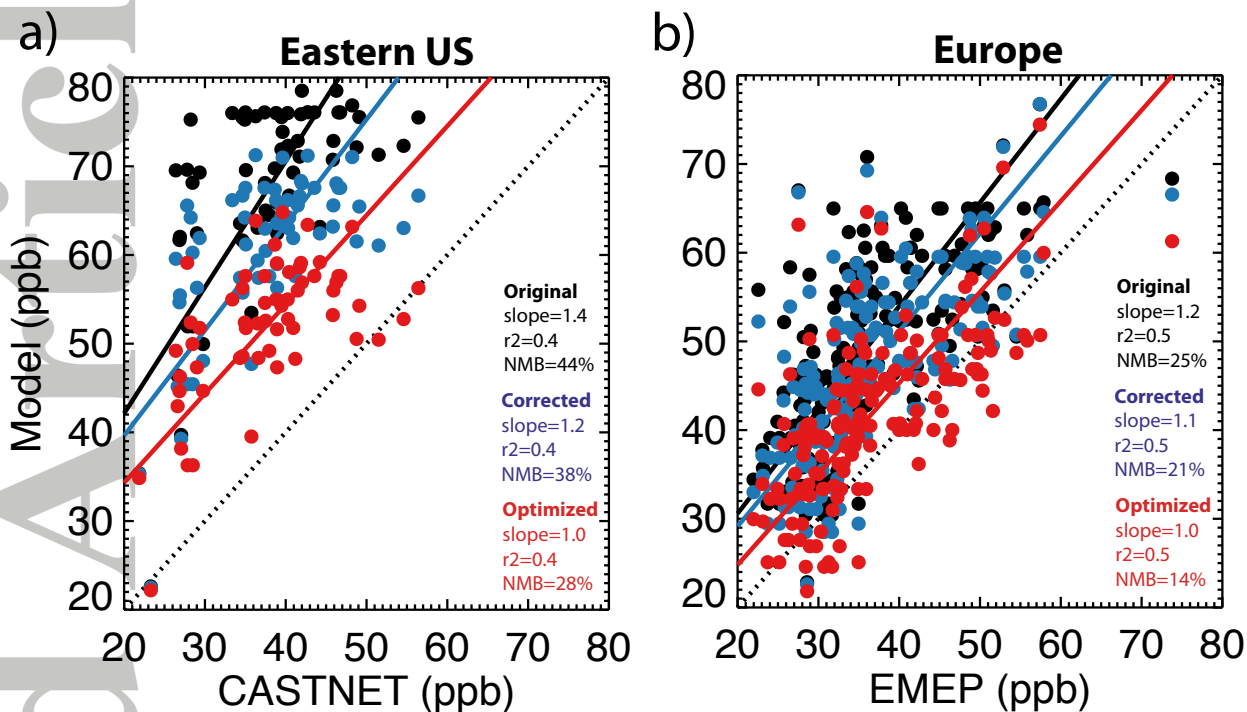 a)
Eastern US
80
70
60
50
40
30
20
20 30 40 50 60 70 80
Model (ppb)
CASTNET (ppb)
Original
slope=1.4
r2=0.4
NMB=44%
Corrected
slope=1.2
r2=0.4
NMB=38%
Optimized
slope=1.0
r2=0.4
NMB=28%
b)
Europe
80
70
60
50
40
30
20
20 30 40 50 60 70 80
EMEP (ppb)
Original
slope=1.2
r2=0.5
NMB=25%
Corrected
slope=1.1
r2=0.5
NMB=21%
Optimized
slope=1.0
r2=0.5
NMB=14%